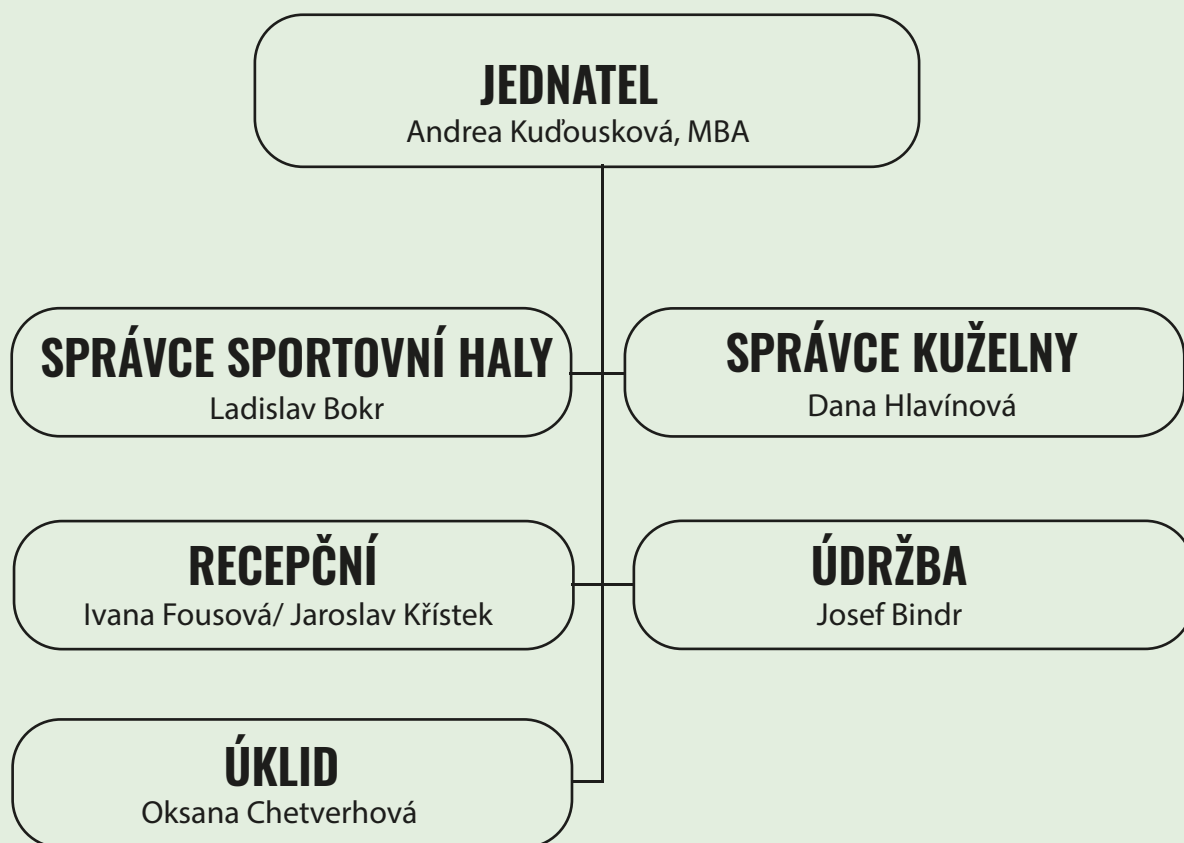 JEDNATEL
Andrea Kuďousková, MBA
SPRÁVCE SPORTOVNÍ HALY
Ladislav Bokr
SPRÁVCE KUŽELNY
Dana Hlavínová
RECEPČNÍ
Ivana Fousová/ Jaroslav Křístek
ÚDRŽBA
Josef Bindr
ÚKLID
Oksana Chetverhová